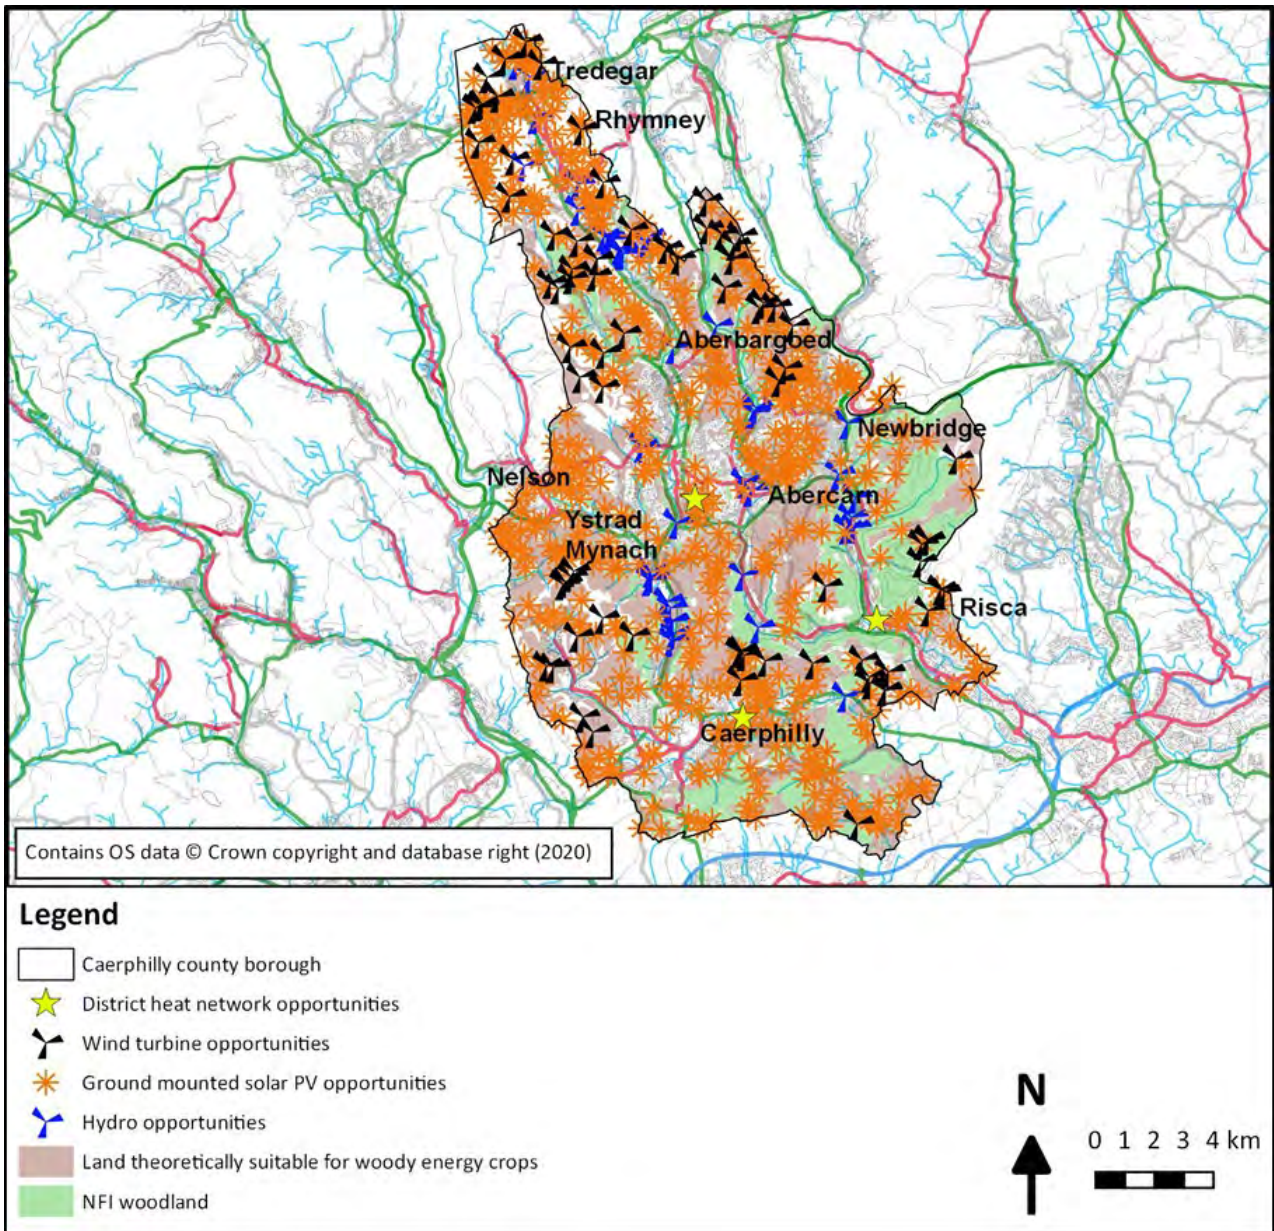 Tredegar
Rhymney
Aberbargoed
Newbridge
Nelson
Abercarn
Ystrad
Mynach
Risca
Caerphilly
Contains OS data © Crown copyright and database right (2020)
Legend
Caerphilly county borough
District heat network opportunities
Wind turbine opportunities
Ground mounted solar PV opportunities
Hydro opportunities
Land theoretically suitable for woody energy crops
NFI woodland
N
0 1 2 3 4 km